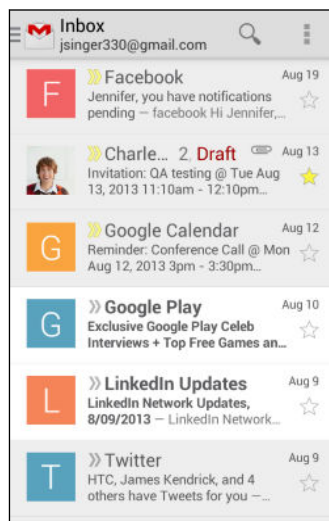 Inbox
jsinger330@gmail.com
F
Facebook
Aug 19
Jennifer, you have notifications
pending — facebook Hi Jennifer,...
Charle... 2, Draft
Aug 13
Invitation: QA testing @ Tue Aug
13, 2013 11:10am - 12:10pm...
G
Google Calendar
Aug 12
Reminder: Conference Call @ Mon
Aug 12, 2013 3pm - 3:30pm...
G
Google Play
Aug 10
Exclusive Google Play Celeb
Interviews + Top Free Games an...
L
LinkedIn Updates
Aug 9
LinkedIn Network Updates,
8/09/2013 — LinkedIn Network...
T
Twitter
Aug 9
HTC, James Kendrick, and 4
others have Tweets for you —...